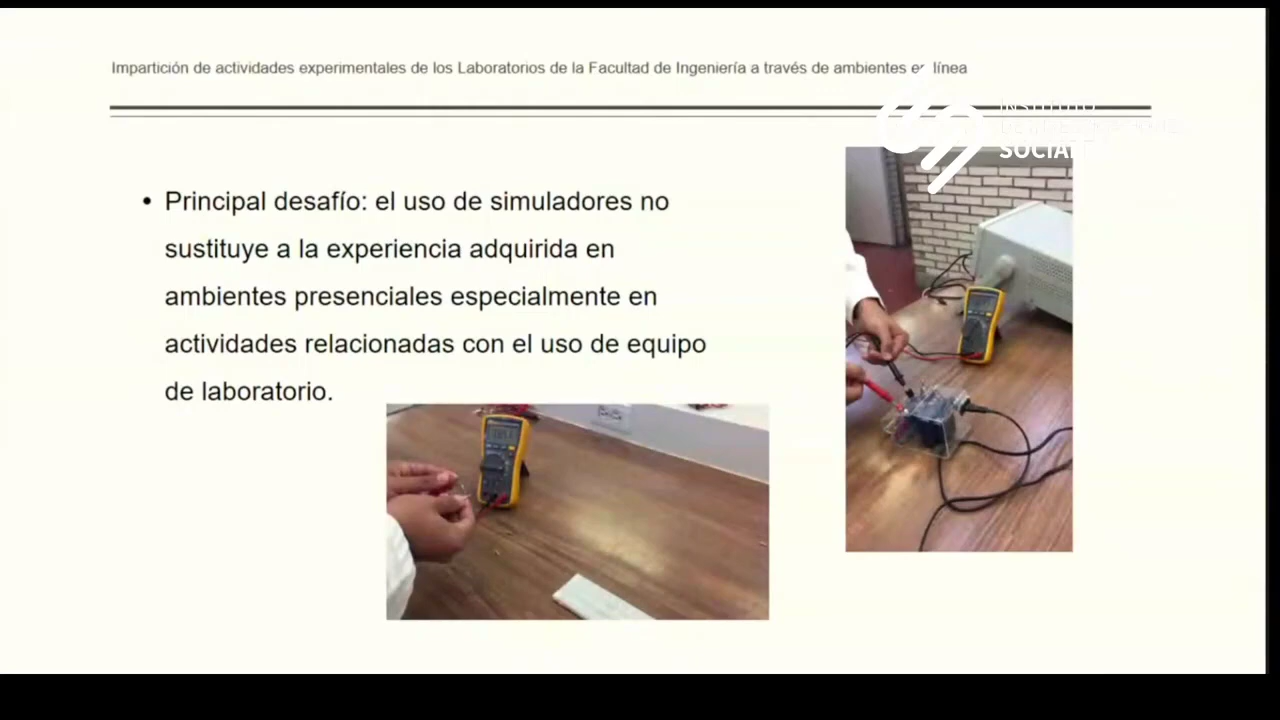 Impartición de actividades experimentales de los Laboratorios de la Facultad de Ingeniería a través de ambientes en línea
INSTITUTO
SOCIALES
• Principal desafío: el uso de simuladores no
sustituye a la experiencia adquirida en
ambientes presenciales especialmente en
actividades relacionadas con el uso de equipo
de laboratorio.